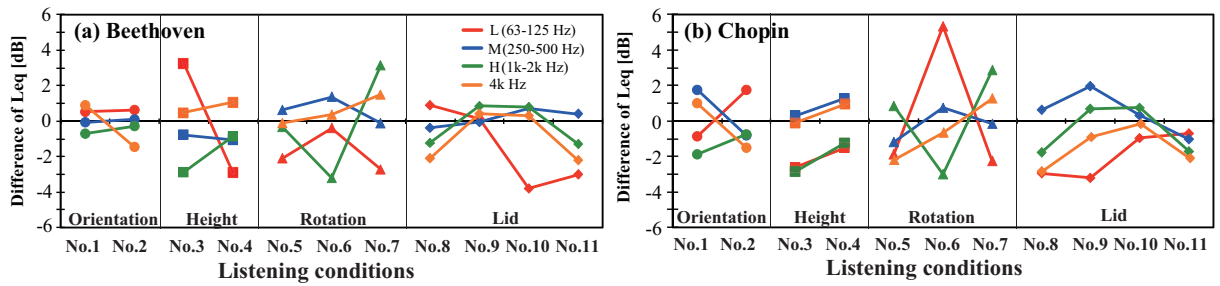 6
4
2
0
-2
-4
-6
Difference of Leq [dB]
(a) Beethoven
L (63-125 Hz)
M(250-500 Hz)
H(1k-2k Hz)
4k Hz
Orientation Height Rotation Lid
No.1 No.2 No.3 No.4 No.5 No.6 No.7 No.8 No.9 No.10 No.11
Listening conditions
6
4
2
0
-2
-4
-6
Difference of Leq [dB]
(b) Chopin
Orientation Height Rotation Lid
No.1 No.2 No.3 No.4 No.5 No.6 No.7 No.8 No.9 No.10 No.11
Listening conditions